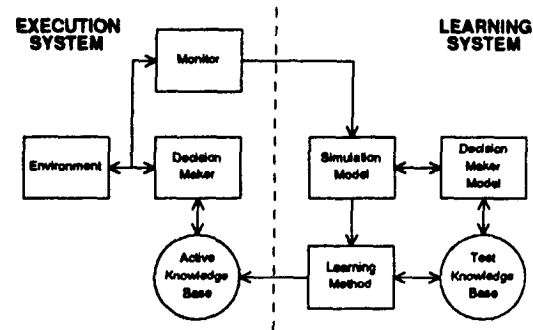 EXECUTION
SYSTEM
LEARNING
SYSTEM
Monitor
Environment
Decision
Maker
Simulation
Model
Decision
Maker
Model
Active
Knowledge
Base
Learning
Method
Test
Knowledge
Base